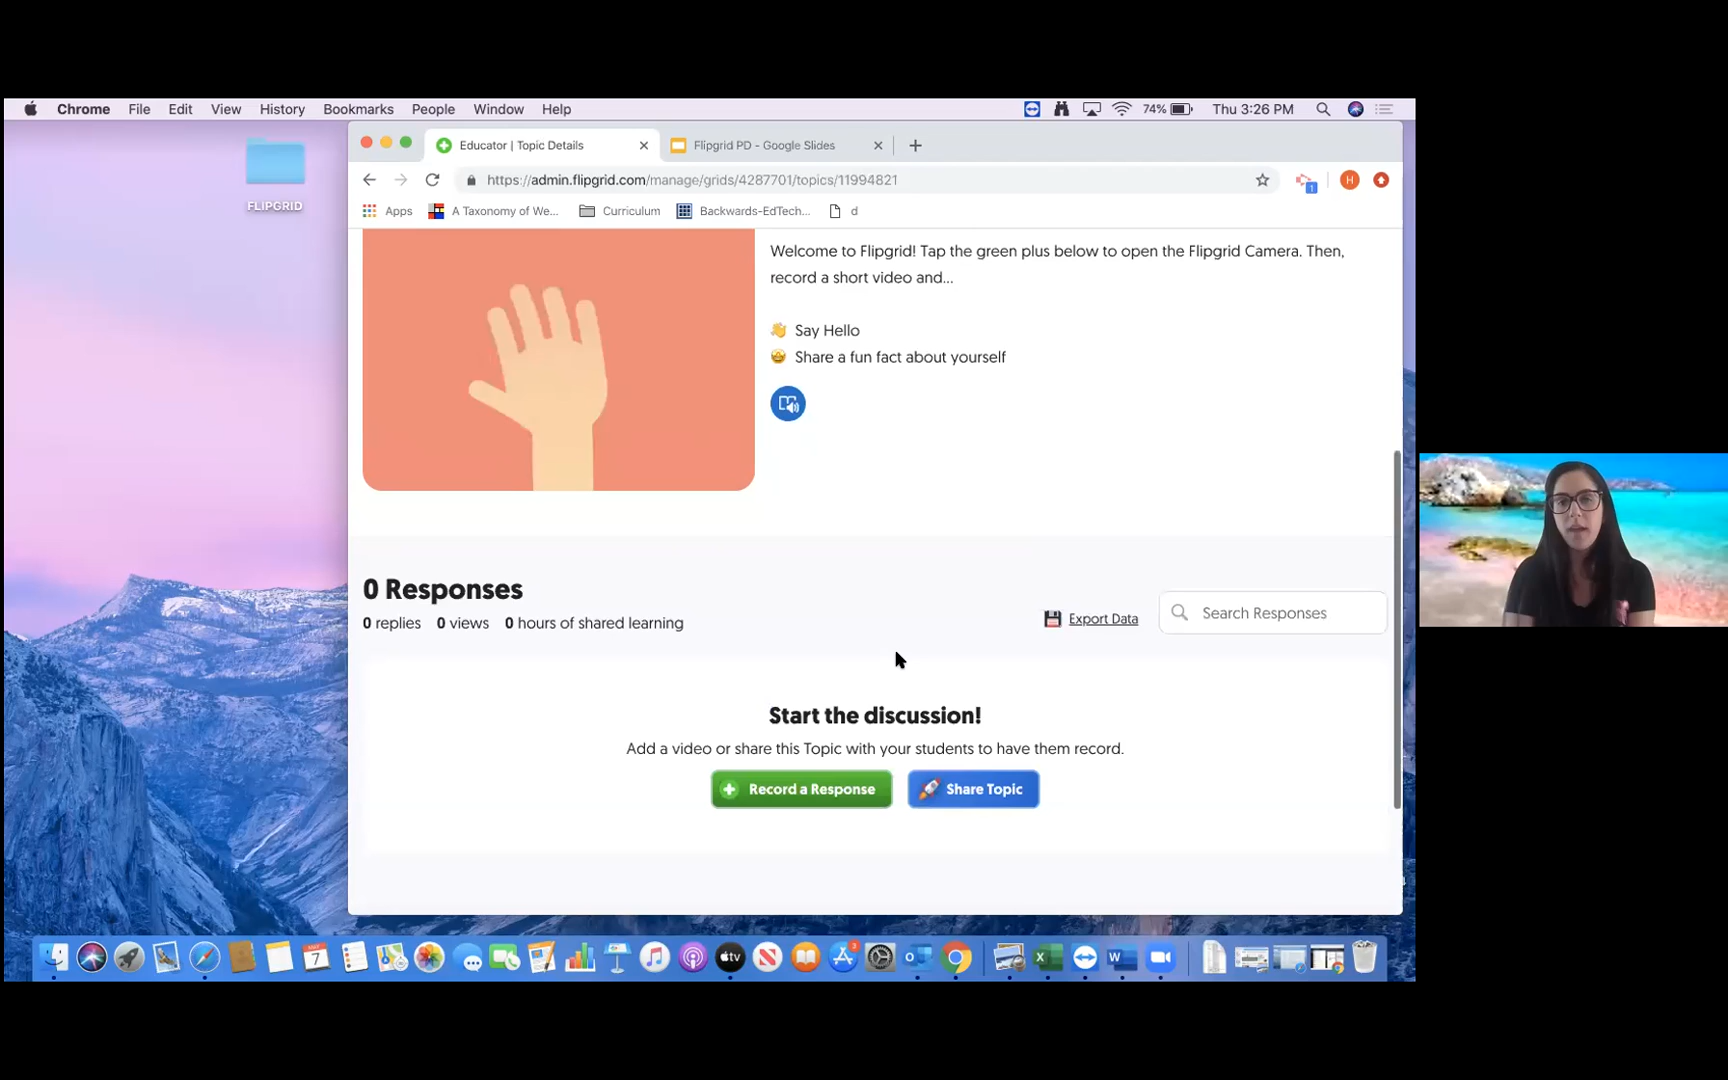 Chrome File Edit View History Bookmarks People Window Help 74% Thu 3:26 PM
FLIPGRID
Educator | Topic Details
Flipgrid PD - Google Slides
https://admin.flipgrid.com/manage/grids/4287701/topics/11994821
1
H
Apps
A Taxonomy of We...
Curriculum
Backwards-EdTech...
d
Welcome to Flipgrid! Tap the green plus below to open the Flipgrid Camera. Then,
record a short video and...
Say Hello
Share a fun fact about yourself
0 Responses
0 replies 0 views 0 hours of shared learning
Export Data
Search Responses
Start the discussion!
Add a video or share this Topic with your students to have them record.
Record a Response
Share Topic
7
tv
3